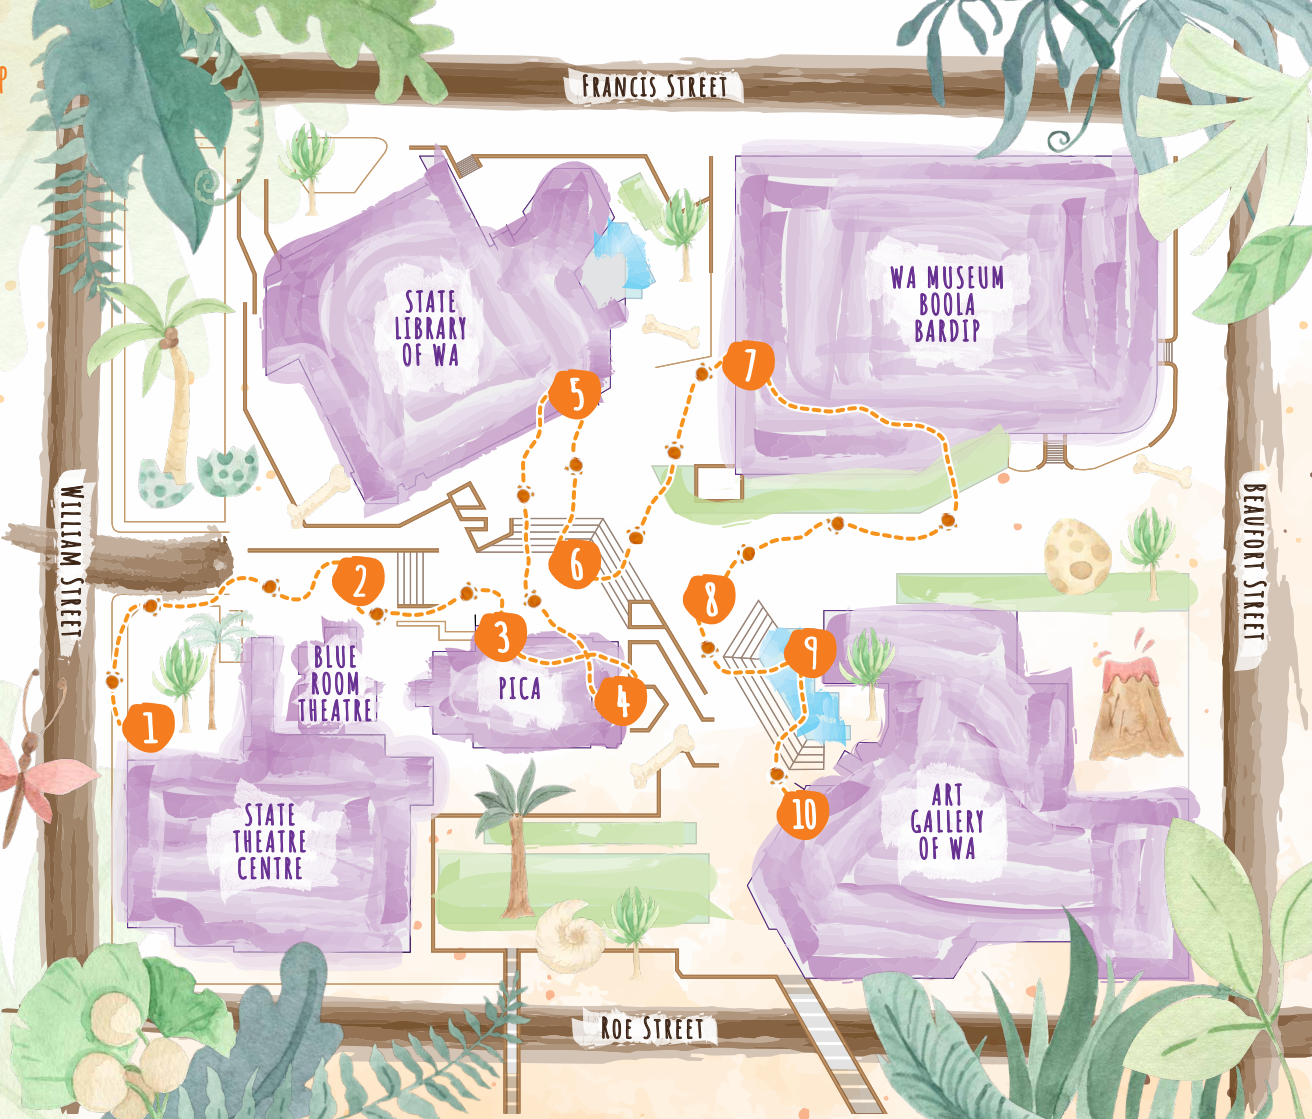 P
FRANCIS STREET
WA MUSEUM
BOOLA
BARDIP
STATE
LIBRARY
OF WA
7
5
WILLIAM STREET
BEAUFORT STREET
6
2
8
3
9
BLUE
ROOM
THEATRE
PICA
4
1
ART
GALLERY
OF WA
10
STATE
THEATRE
CENTRE
ROE STREET